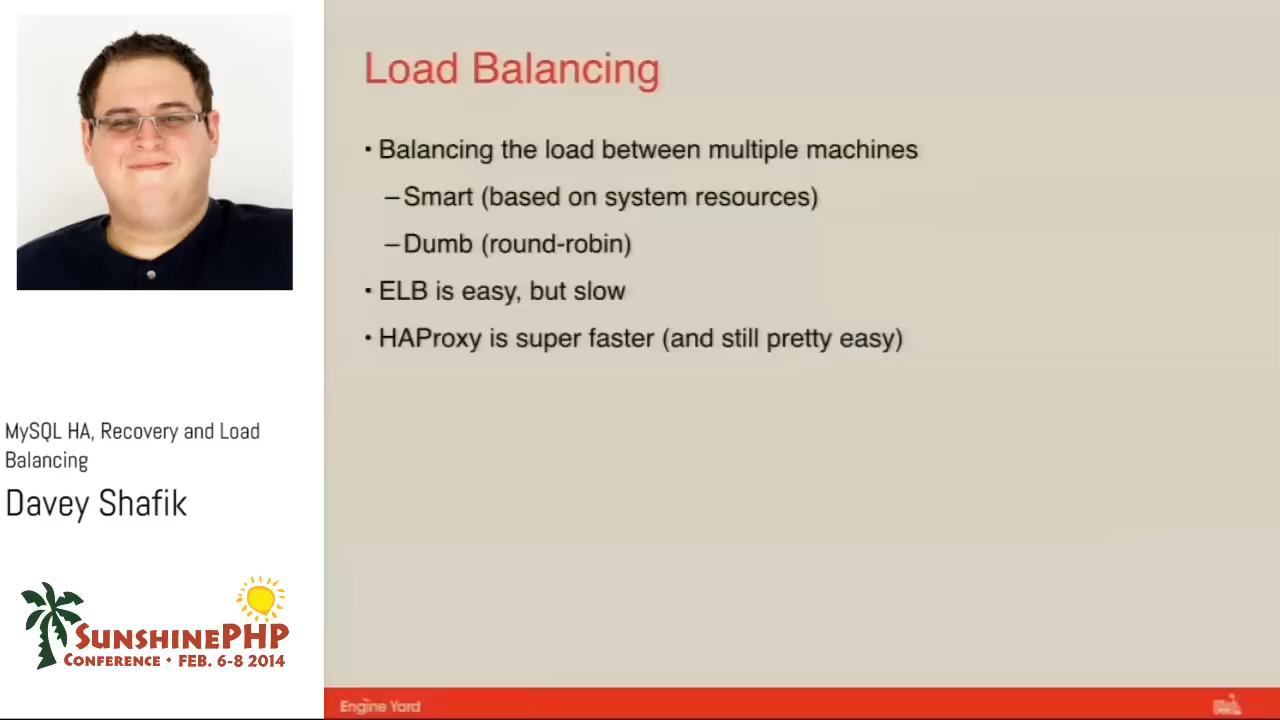 Load Balancing
• Balancing the load between multiple machines
– Smart (based on system resources)
– Dumb (round-robin)
• ELB is easy, but slow
• HAProxy is super faster (and still pretty easy)
MySQL HA, Recovery and Load
Balancing
Davey Shafik
SUNSHINEPHP
CONFERENCE • FEB. 6-8 2014
Engine Yard